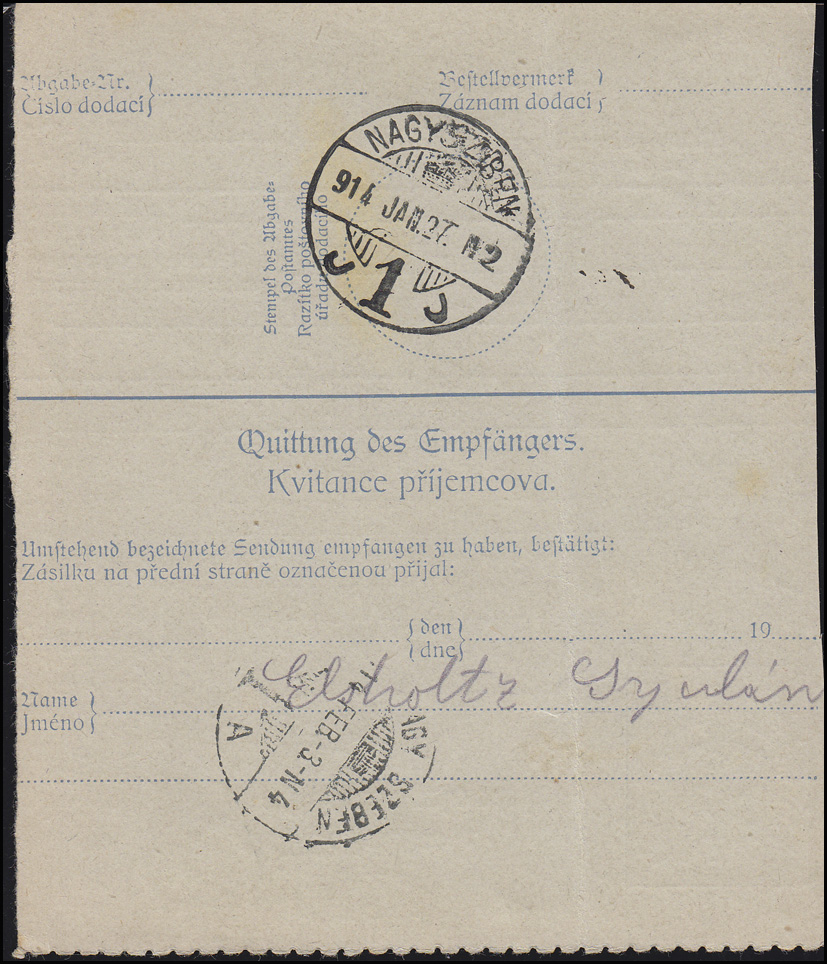 Abgabe-Nr.
Číslo dodací
Bestellvermerk
Záznam dodací
NAGYSZEBEN
914 JAN.27. N2
J 1 J
Stempel des Abgabe-
Postamtes
Razítko poštovního
úřadu dodacího
Quittung des Empfängers.
Kvitance příjemcova.
Umstehend bezeichnete Sendung empfangen zu haben, bestätigt:
Zásilku na přední straně označenou přijal:
den 19
dne
Elsholtz Gyulán
Name
Jméno
NAGY SZEBEN
FEB-3-N4
A